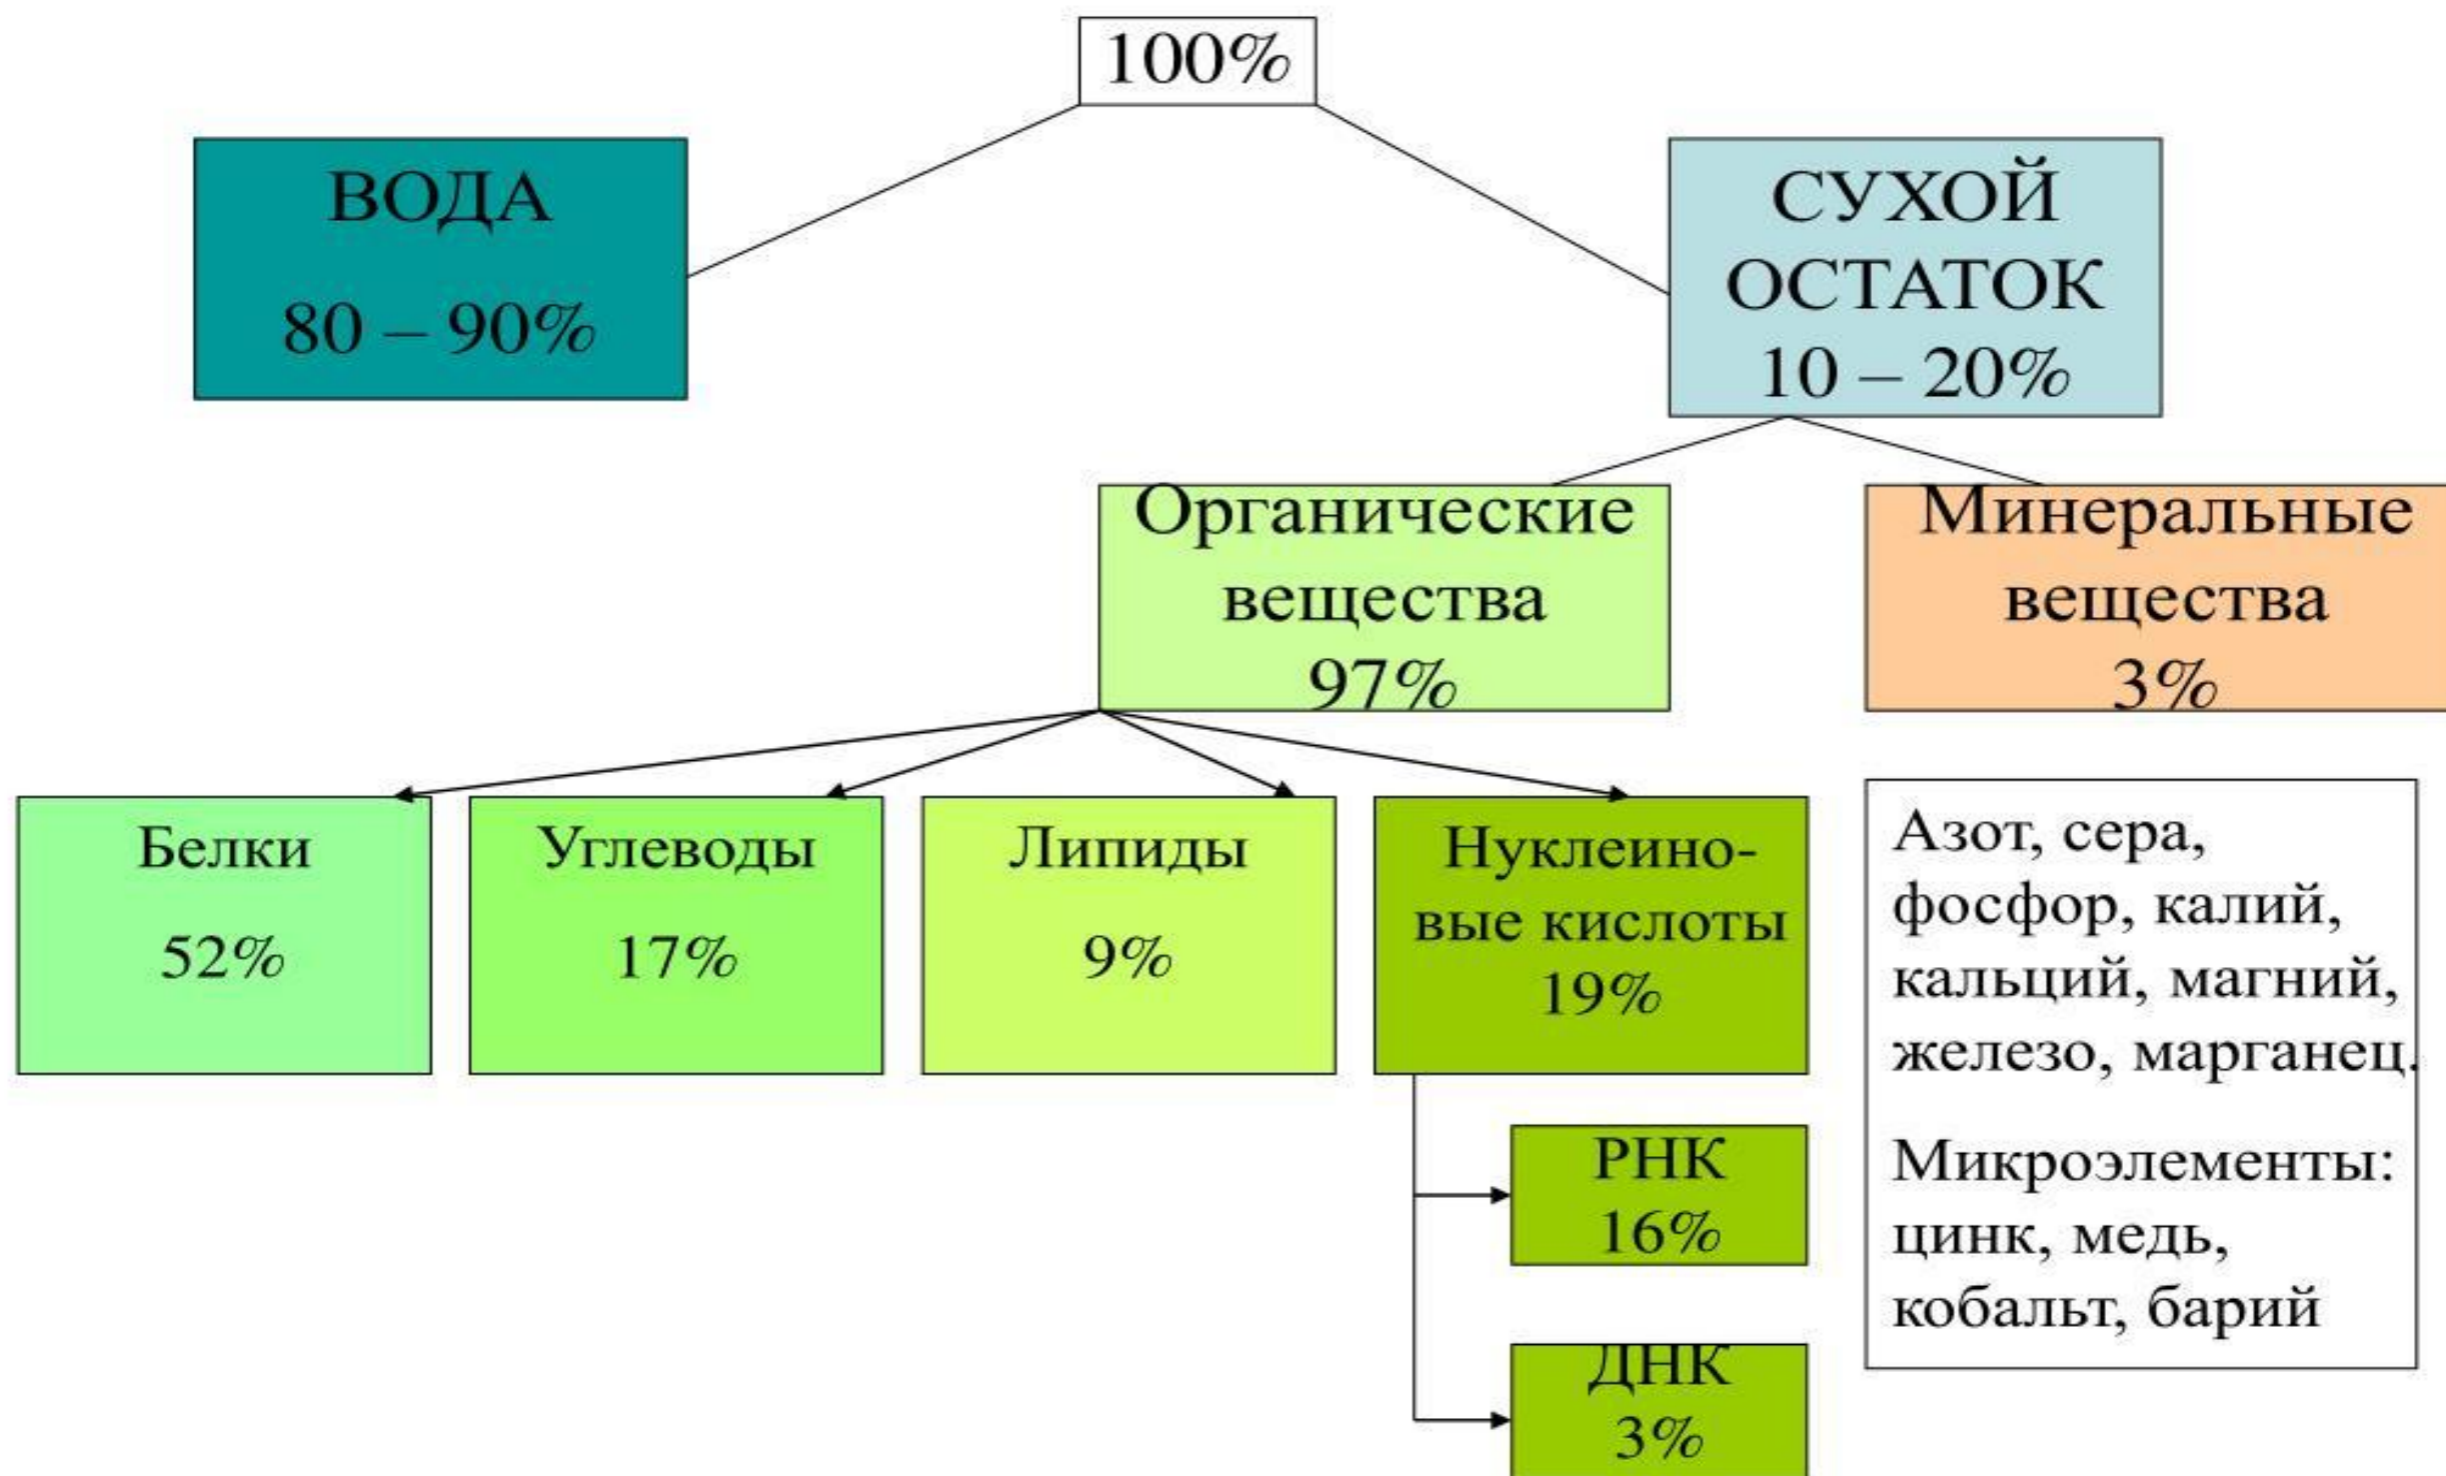 100%
ВОДА
80 – 90%
СУХОЙ
ОСТАТОК
10 – 20%
Органические
вещества
97%
Минеральные
вещества
3%
Белки
52%
Углеводы
17%
Липиды
9%
Нуклеино-
вые кислоты
19%
РНК
16%
ДНК
3%
Азот, сера,
фосфор, калий,
кальций, магний,
железо, марганец.
Микроэлементы:
цинк, медь,
кобальт, барий